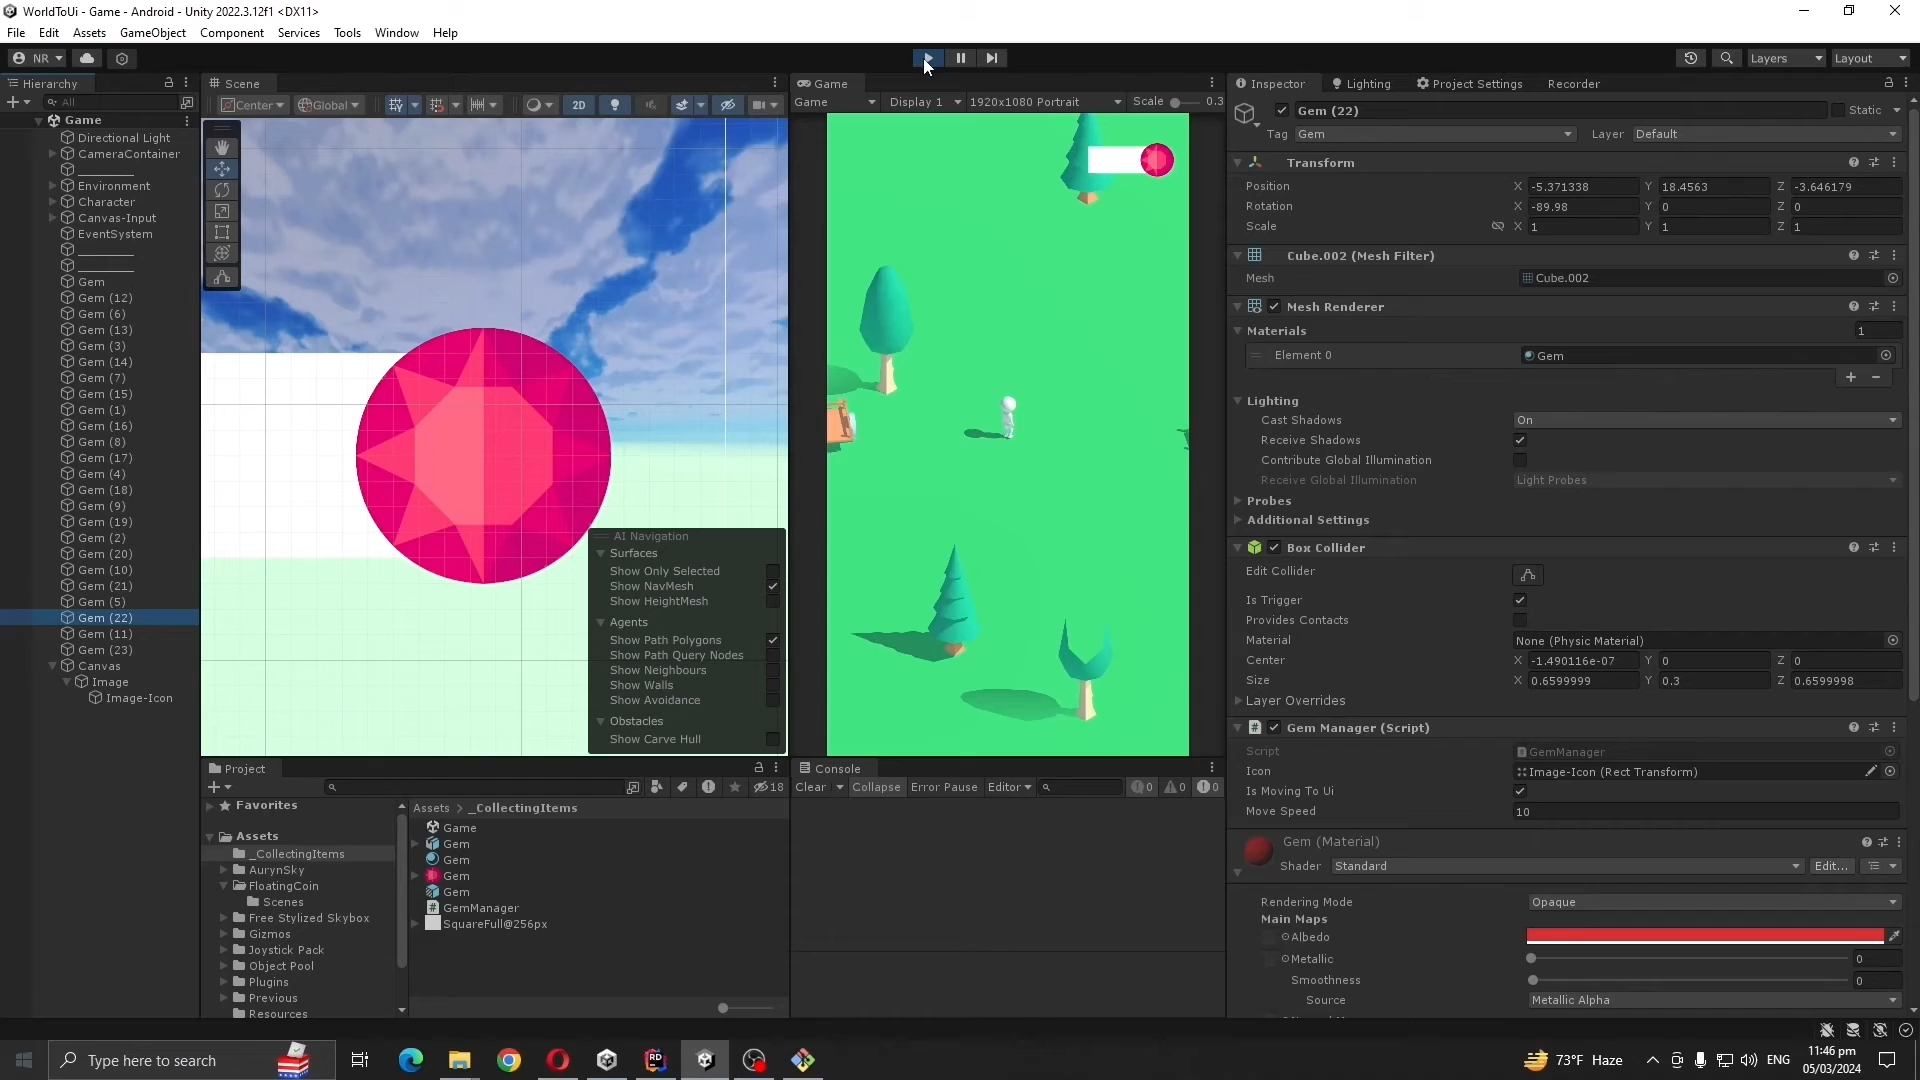 WorldToUi - Game - Android - Unity 2022.3.12f1 <DX11>
File Edit Assets GameObject Component Services Tools Window Help
NR
Layers
Layout
Hierarchy
All
Game
Directional Light
CameraContainer
_________
Environment
Character
Canvas-Input
EventSystem
_________
_________
Gem
Gem (12)
Gem (6)
Gem (13)
Gem (3)
Gem (14)
Gem (7)
Gem (15)
Gem (1)
Gem (16)
Gem (8)
Gem (17)
Gem (4)
Gem (18)
Gem (9)
Gem (19)
Gem (2)
Gem (20)
Gem (10)
Gem (21)
Gem (5)
Gem (22)
Gem (11)
Gem (23)
Canvas
Image
Image-Icon
Scene
Center
Global
2D
AI Navigation
Surfaces
Show Only Selected
Show NavMesh
Show HeightMesh
Agents
Show Path Polygons
Show Path Query Nodes
Show Neighbours
Show Walls
Show Avoidance
Obstacles
Show Carve Hull
Game
Game Display 1 1920x1080 Portrait Scale 0.3
Inspector Lighting Project Settings Recorder
Gem (22) Static
Tag Gem Layer Default
Transform
Position X -5.371338 Y 18.4563 Z -3.646179
Rotation X -89.98 Y 0 Z 0
Scale X 1 Y 1 Z 1
Cube.002 (Mesh Filter)
Mesh Cube.002
Mesh Renderer
Materials 1
Element 0 Gem
Lighting
Cast Shadows On
Receive Shadows
Contribute Global Illumination
Receive Global Illumination Light Probes
Probes
Additional Settings
Box Collider
Edit Collider
Is Trigger
Provides Contacts
Material None (Physic Material)
Center X -1.490116e-07 Y 0 Z 0
Size X 0.6599999 Y 0.3 Z 0.6599998
Layer Overrides
Gem Manager (Script)
Script GemManager
Icon Image-Icon (Rect Transform)
Is Moving To Ui
Move Speed 10
Gem (Material)
Shader Standard Edit...
Rendering Mode Opaque
Main Maps
Albedo
Metallic 0
Smoothness 0
Source Metallic Alpha
Project
18
Favorites
Assets
_CollectingItems
AurynSky
FloatingCoin
Scenes
Free Stylized Skybox
Gizmos
Joystick Pack
Object Pool
Plugins
Previous
Resources
Assets > _CollectingItems
Game
Gem
Gem
Gem
Gem
GemManager
SquareFull@256px
Console
Clear Collapse Error Pause Editor 0 0 0
Type here to search
73°F Haze
ENG
11:46 pm
05/03/2024